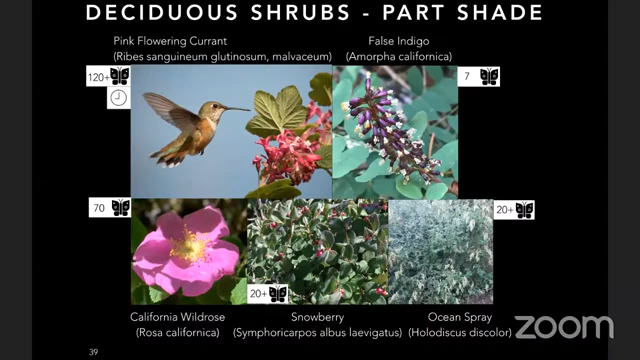 DECIDUOUS SHRUBS - PART SHADE
Pink Flowering Currant
(Ribes sanguineum glutinosum, malvaceum)
False Indigo
(Amorpha californica)
120+
7
70
20+
20+
California Wildrose
(Rosa californica)
Snowberry
(Symphoricarpos albus laevigatus)
Ocean Spray
(Holodiscus discolor)
zoom
39